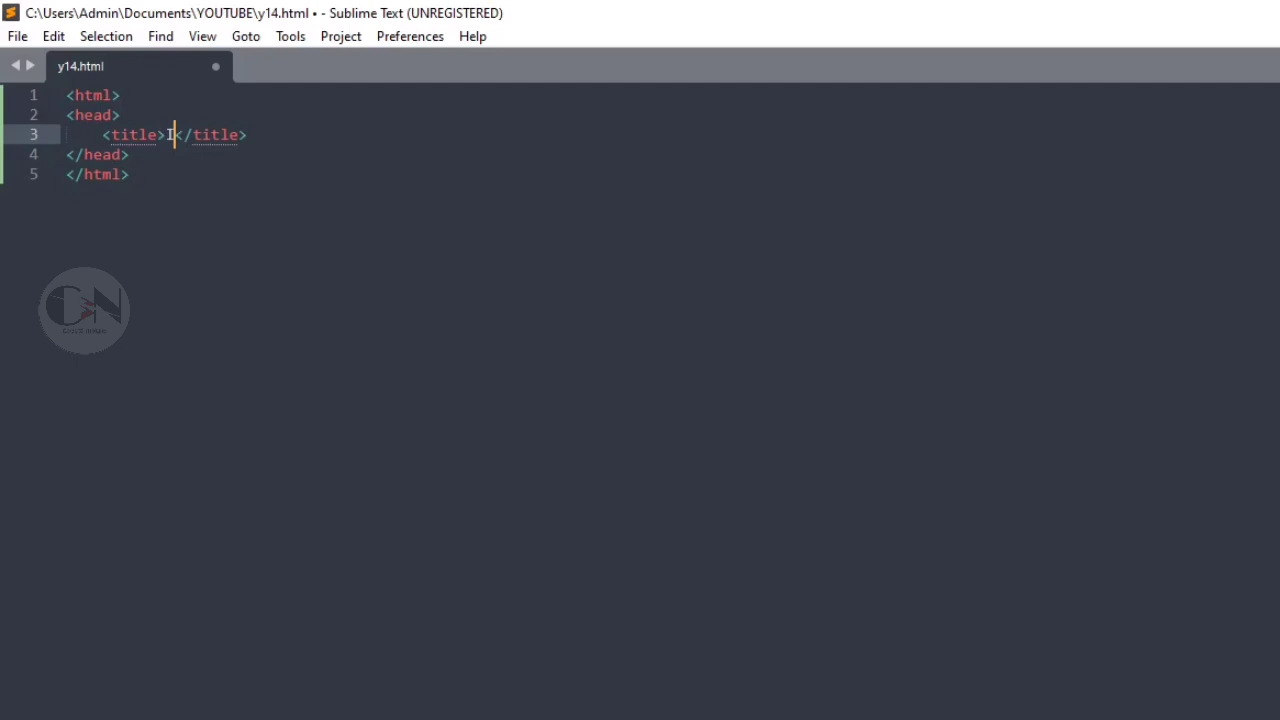 C:\Users\Admin\Documents\YOUTUBE\y14.html • - Sublime Text (UNREGISTERED)
File Edit Selection Find View Goto Tools Project Preferences Help
y14.html
1 <html>
2 <head>
3 <title>I</title>
4 </head>
5 </html>